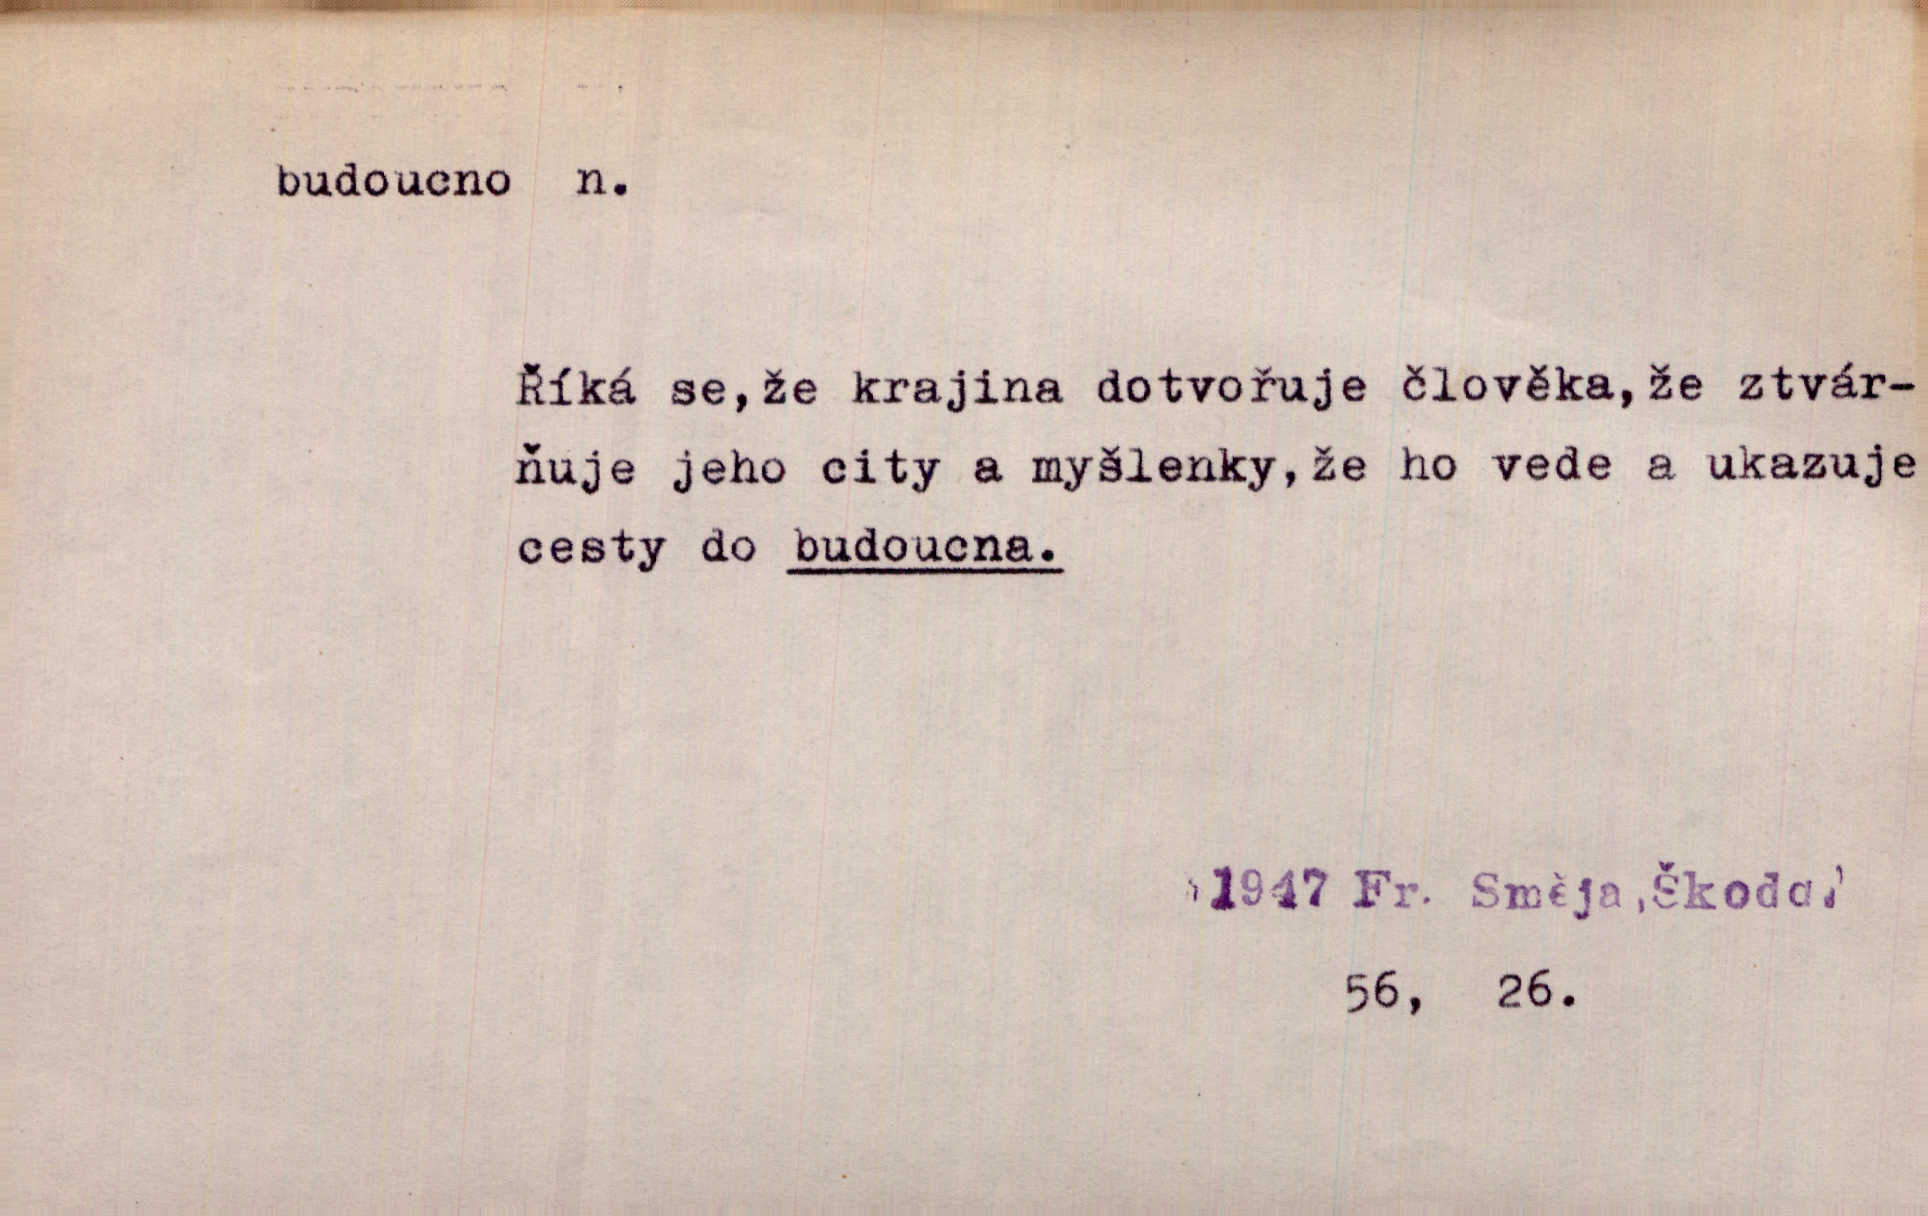 budoucno n.
Říká se,že krajina dotvořuje člověka,že ztvár-
ňuje jeho city a myšlenky,že ho vede a ukazuje
cesty do budoucna.
1947 Fr. Směja,Škoda
56, 26.